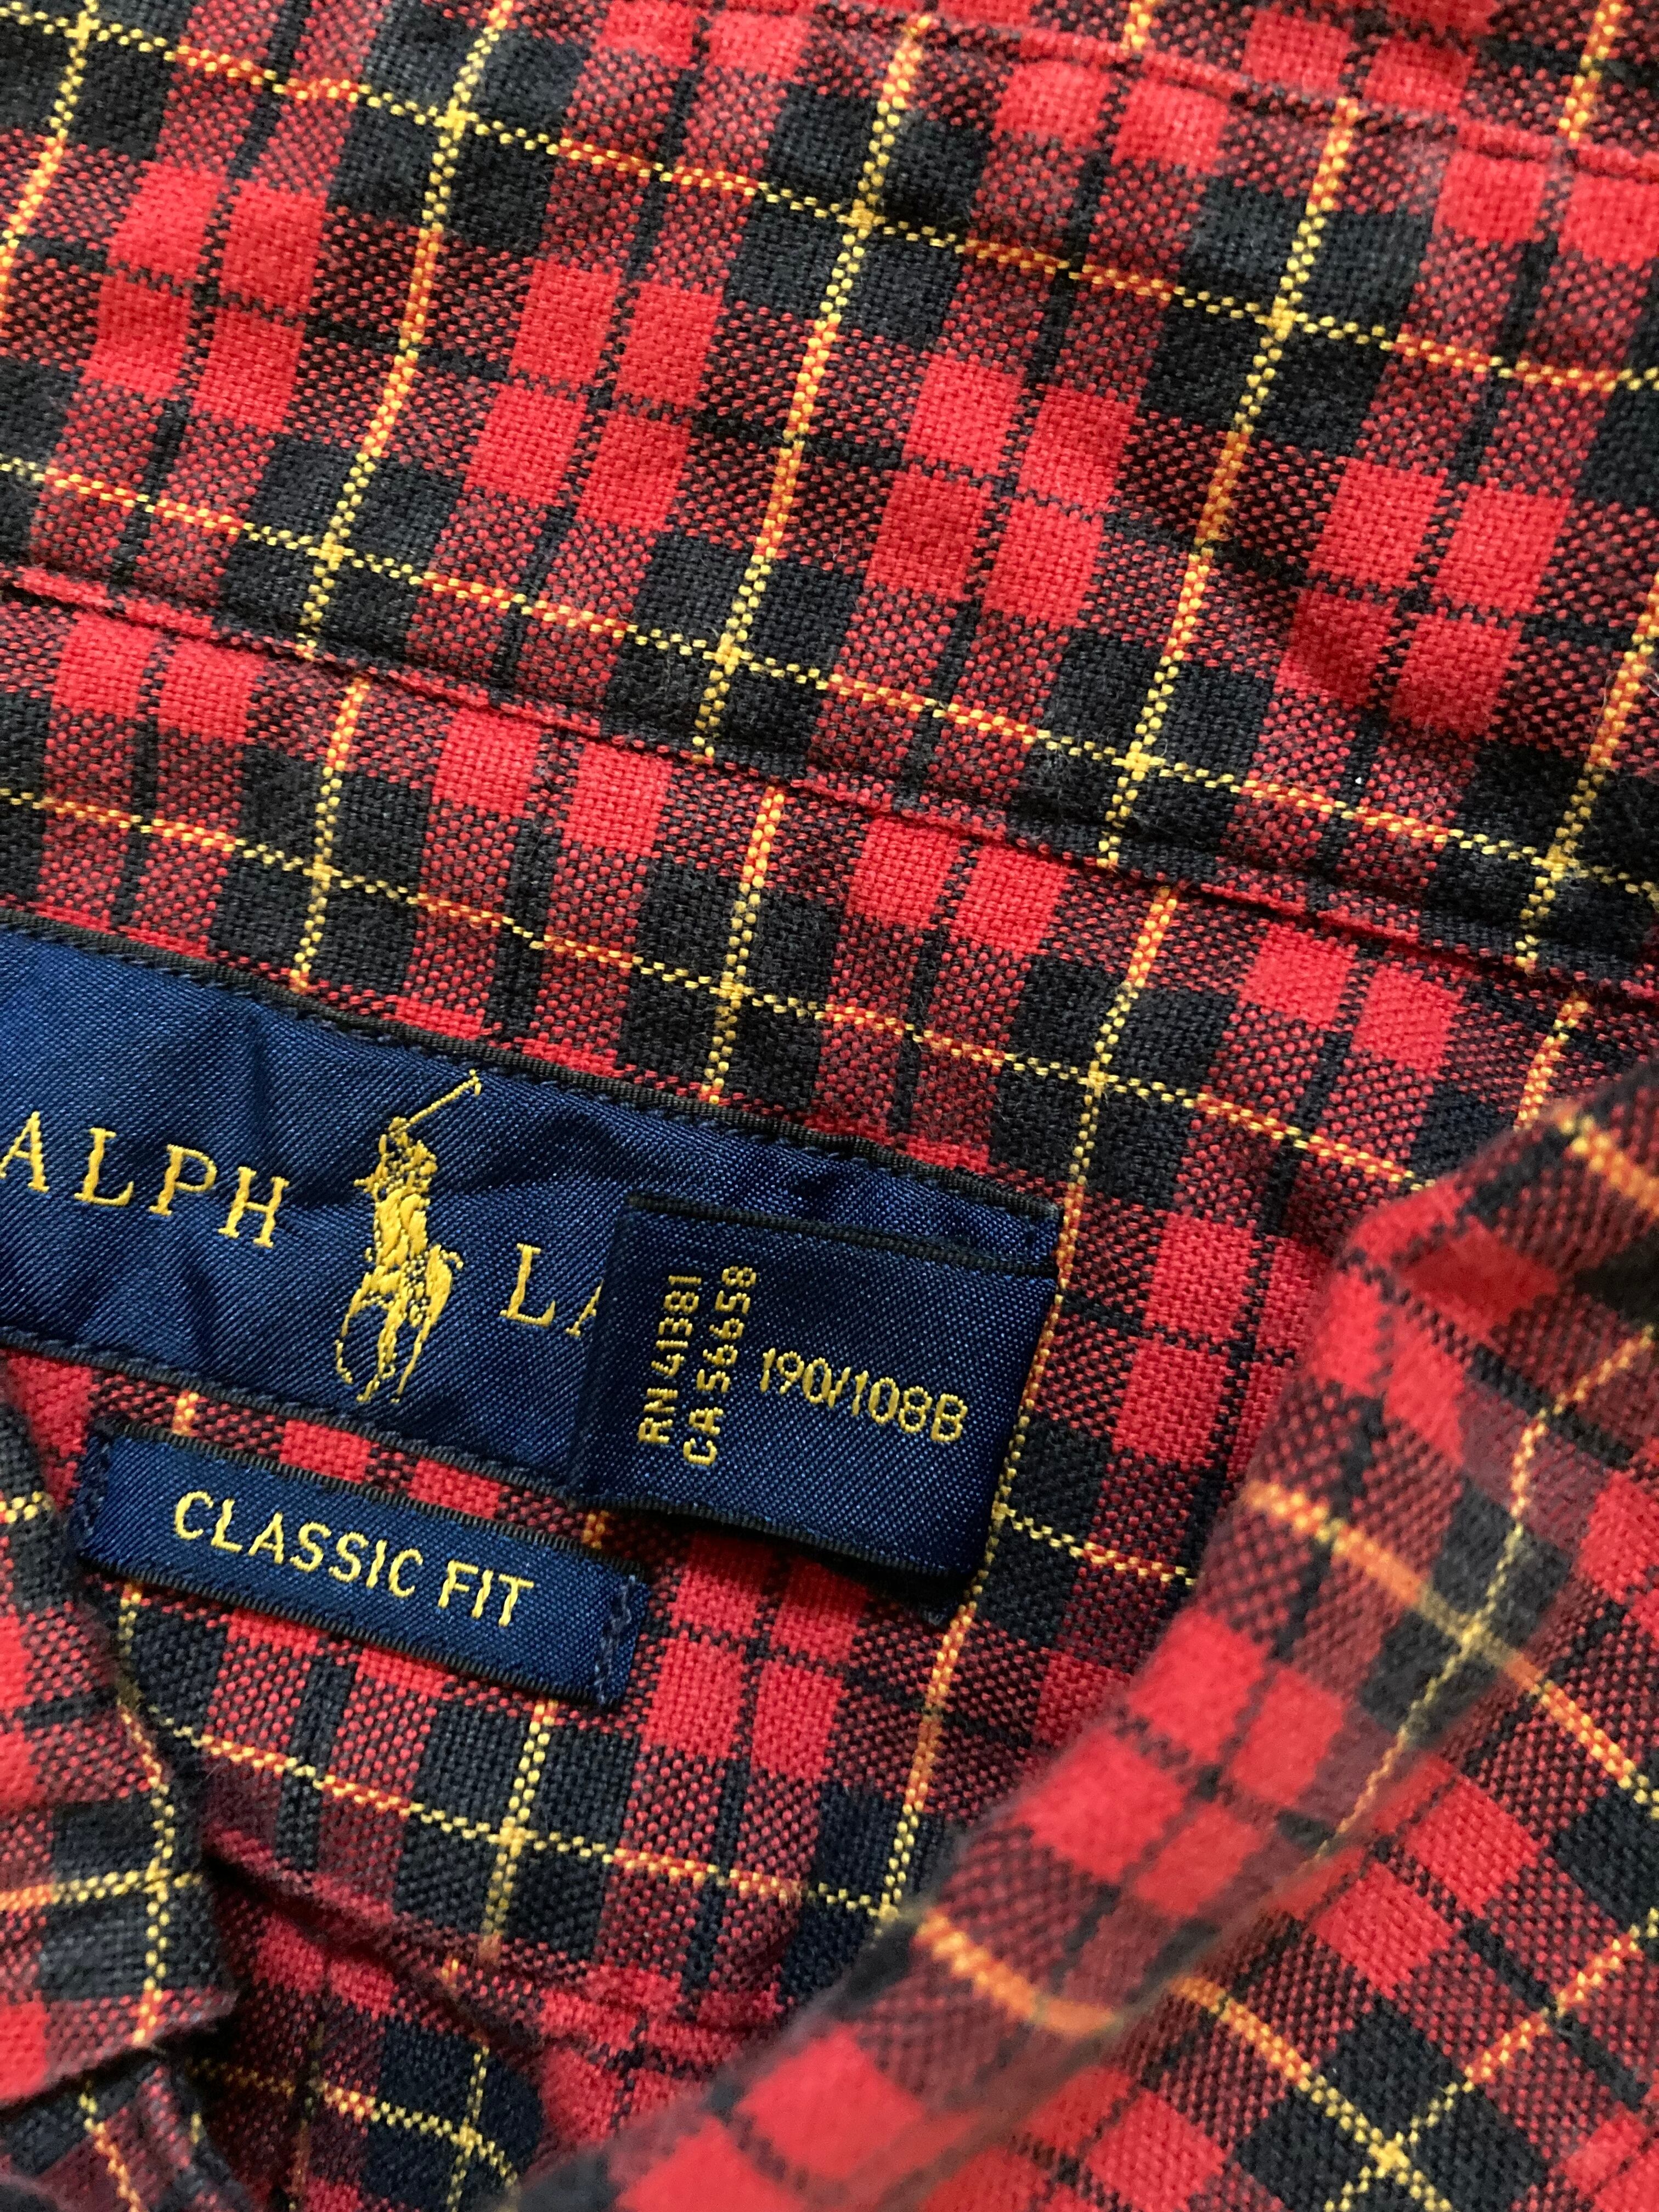 ALPH LA
RN 41381
CA 56658
190/108B
CLASSIC FIT